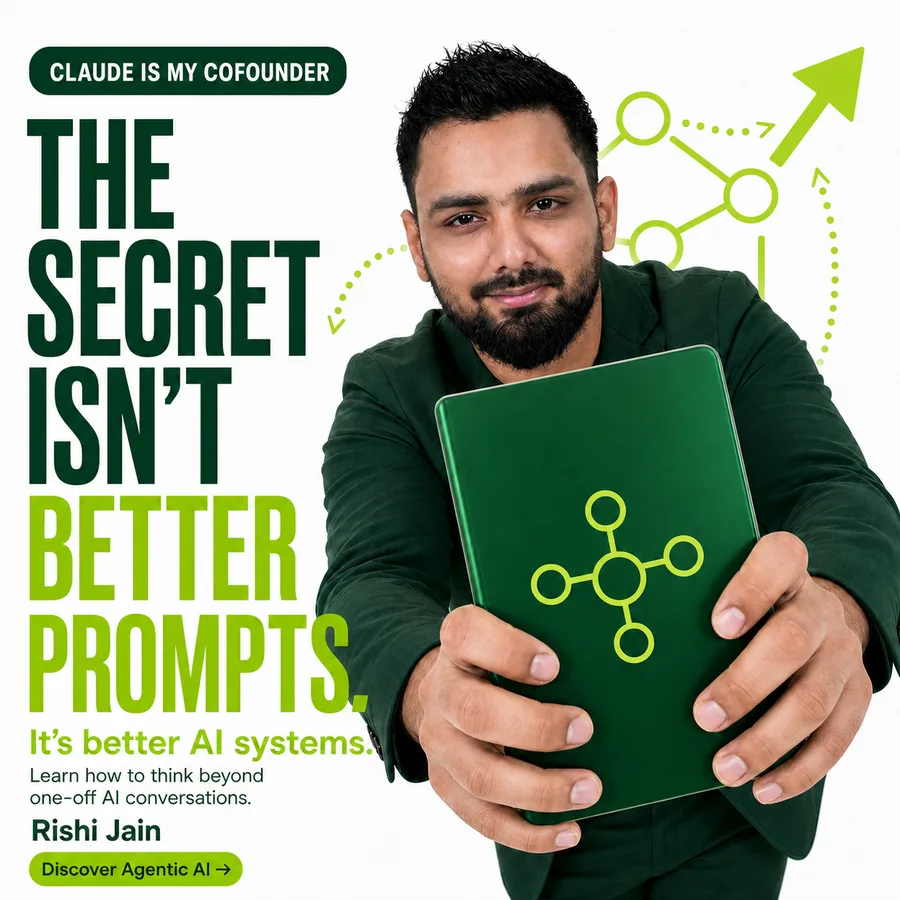 CLAUDE IS MY COFOUNDER
THE
SECRET
ISN'T
BETTER
PROMPTS.
It's better AI systems.
Learn how to think beyond
one-off AI conversations.
Rishi Jain
Discover Agentic AI →